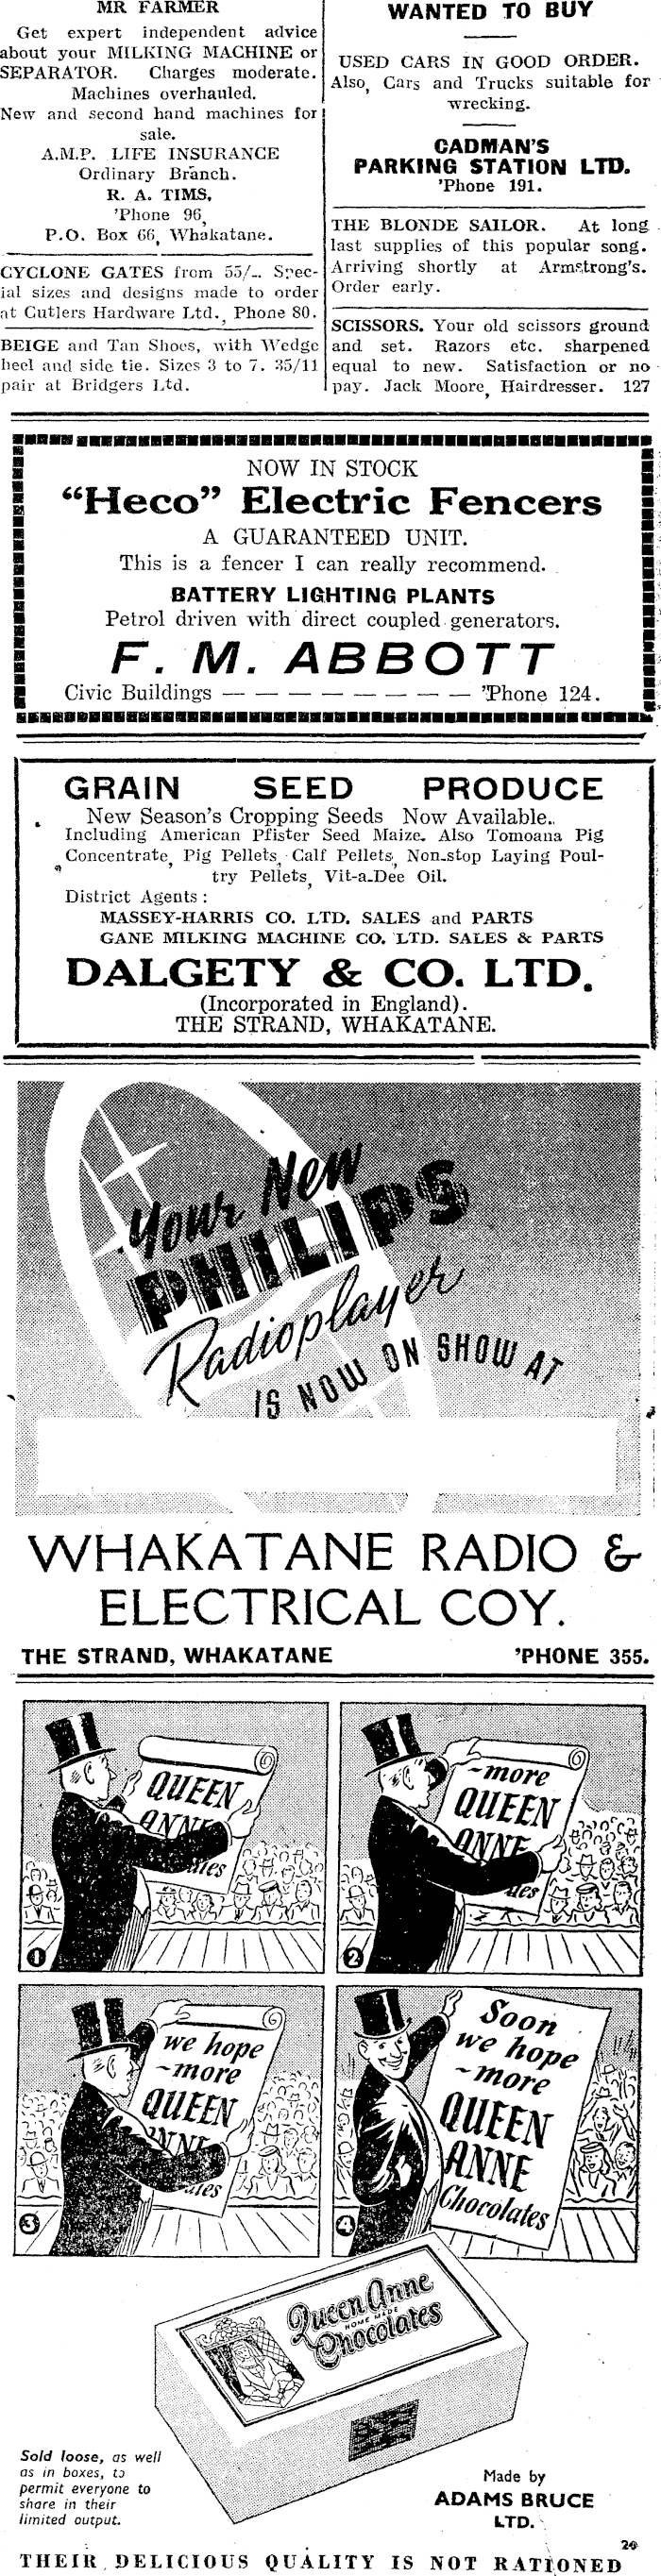 MR FARMER
Get expert independent advice
about your MILKING MACHINE or
SEPARATOR. Charges moderate.
Machines overhauled.
New and second hand machines for
sale.
A.M.P. LIFE INSURANCE
Ordinary Branch.
R. A. TIMS,
'Phone 96,
P.O. Box 66, Whakatane.
CYCLONE GATES from 55/-. Spec-
ial sizes and designs made to order
at Cutlers Hardware Ltd., Phone 80.
BEIGE and Tan Shoes, with Wedge
heel and side tie. Sizes 3 to 7. 35/11
pair at Bridgers Ltd.
WANTED TO BUY
USED CARS IN GOOD ORDER.
Also, Cars and Trucks suitable for
wrecking.
CADMAN'S
PARKING STATION LTD.
'Phone 191.
THE BLONDE SAILOR. At long
last supplies of this popular song.
Arriving shortly at Armstrong's.
Order early.
SCISSORS. Your old scissors ground
and set. Razors etc. sharpened
equal to new. Satisfaction or no
pay. Jack Moore, Hairdresser. 127
NOW IN STOCK
"Heco" Electric Fencers
A GUARANTEED UNIT.
This is a fencer I can really recommend.
BATTERY LIGHTING PLANTS
Petrol driven with direct coupled generators.
F. M. ABBOTT
Civic Buildings — — — — — — — — 'Phone 124.
GRAIN SEED PRODUCE
New Season's Cropping Seeds Now Available..
Including American Pfister Seed Maize. Also Tomoana Pig
Concentrate, Pig Pellets, Calf Pellets, Non-stop Laying Poul-
try Pellets, Vit-a-Dee Oil.
District Agents :
MASSEY-HARRIS CO. LTD. SALES and PARTS
GANE MILKING MACHINE CO. LTD. SALES & PARTS
DALGETY & CO. LTD.
(Incorporated in England).
THE STRAND, WHAKATANE.
Your New
PHILIPS
Radioplayer
IS NOW ON SHOW AT
WHAKATANE RADIO &
ELECTRICAL COY.
THE STRAND, WHAKATANE 'PHONE 355.
QUEEN
ANNE
tes
1
~more
QUEEN
ANNE
tes
2
we hope
~more
QUEEN
ANNE
ates
3
Soon
we hope
~more
QUEEN
ANNE
Chocolates
4
Queen Anne
HOME MADE
Chocolates
Sold loose, as well
as in boxes, to
permit everyone to
share in their
limited output.
Made by
ADAMS BRUCE
LTD.
26
THEIR DELICIOUS QUALITY IS NOT RATIONED